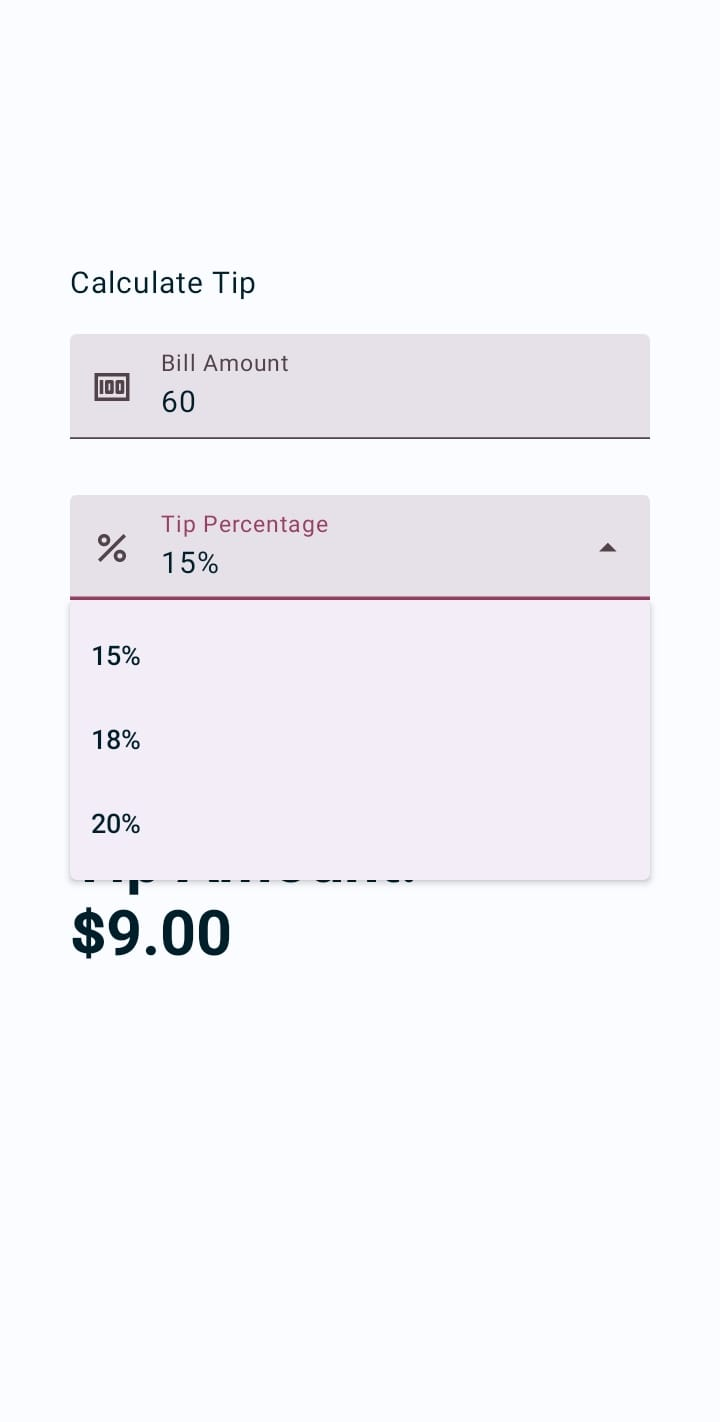 Calculate Tip
Bill Amount
60
Tip Percentage
15%
15%
18%
20%
$9.00